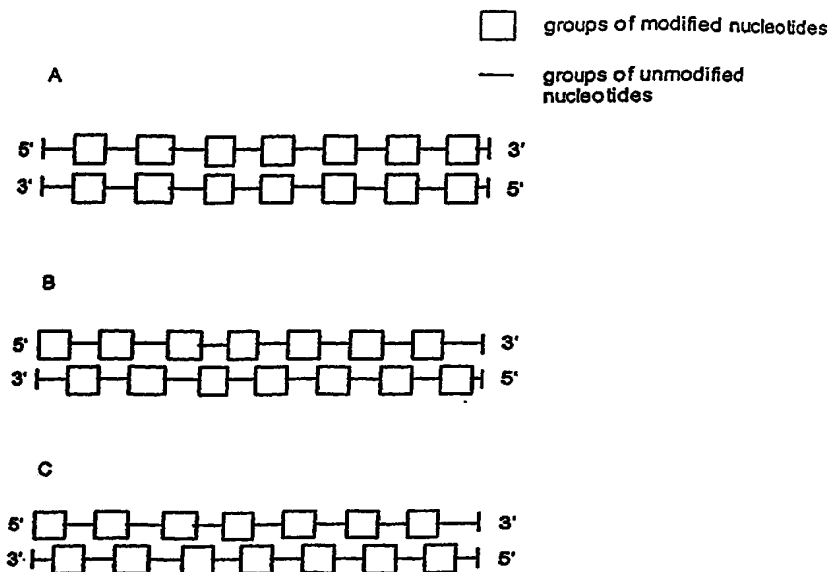 groups of modified nucleotides
A
groups of unmodified
nucleotides
5' 3'
3' 5'
B
5' 3'
3' 5'
C
5' 3'
3' 5'